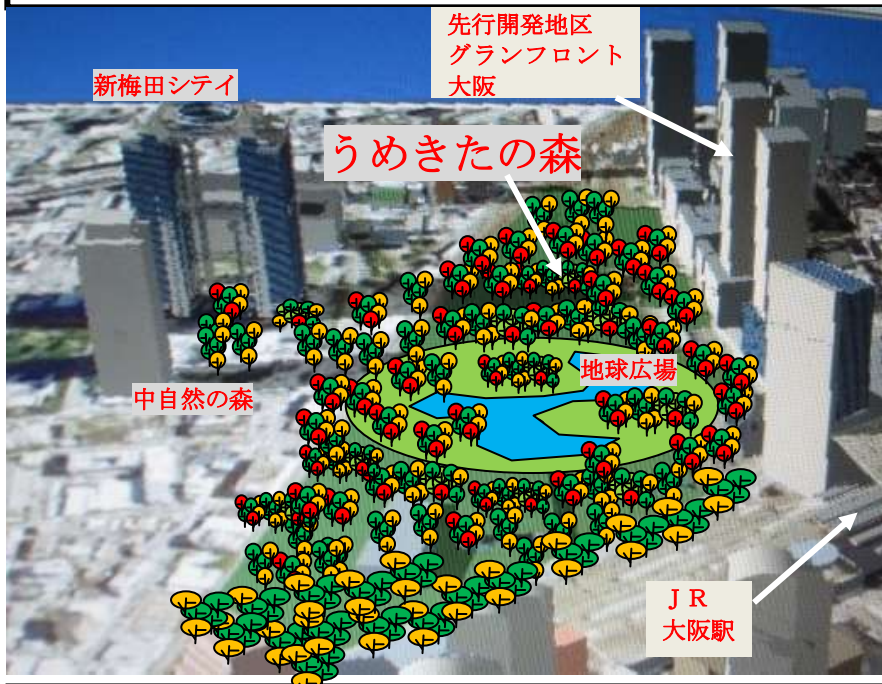 先行開発地区
グランフロント
大阪
新梅田シテイ
うめきたの森
地球広場
中自然の森
ＪＲ
大阪駅